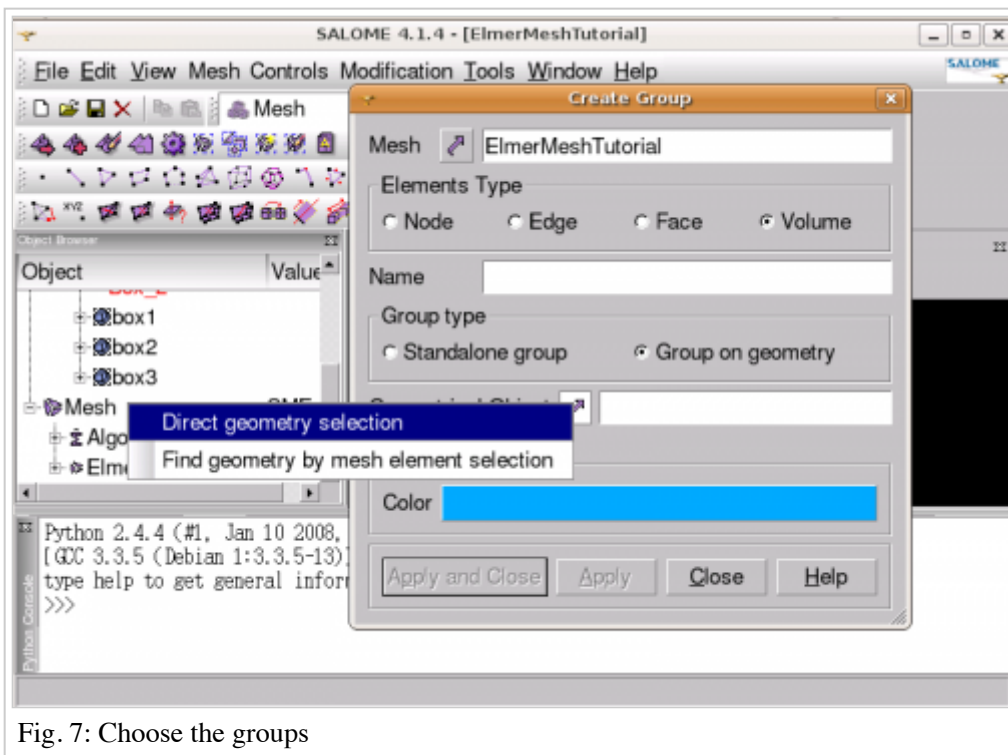 SALOME 4.1.4 - [ElmerMeshTutorial]
File Edit View Mesh Controls Modification Tools Window Help
SALOME
Mesh
Create Group
Mesh
ElmerMeshTutorial
Elements Type
Node
Edge
Face
Volume
XYZ
Object Browser
Object
Value
Name
box1
box2
box3
Group type
Standalone group
Group on geometry
Mesh
Direct geometry selection
Find geometry by mesh element selection
Algo
Elme
Color
Python 2.4.4 (#1, Jan 10 2008,
[GCC 3.3.5 (Debian 1:3.3.5-13)]
type help to get general infor
>>>
Python Console
Apply and Close
Apply
Close
Help
Fig. 7: Choose the groups